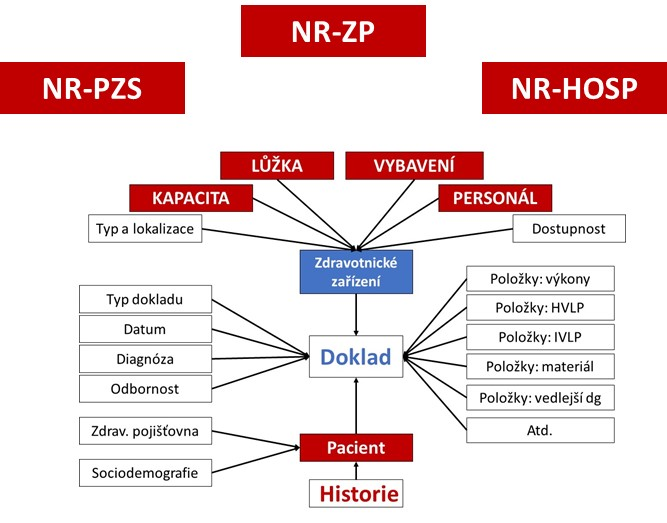 NR-ZP
NR-PZS
NR-HOSP
LŮŽKA
VYBAVENÍ
KAPACITA
PERSONÁL
Typ a lokalizace
Dostupnost
Zdravotnické
zařízení
Typ dokladu
Datum
Diagnóza
Odbornost
Doklad
Položky: výkony
Položky: HVLP
Položky: IVLP
Položky: materiál
Položky: vedlejší dg
Atd.
Zdrav. pojišťovna
Sociodemografie
Pacient
Historie